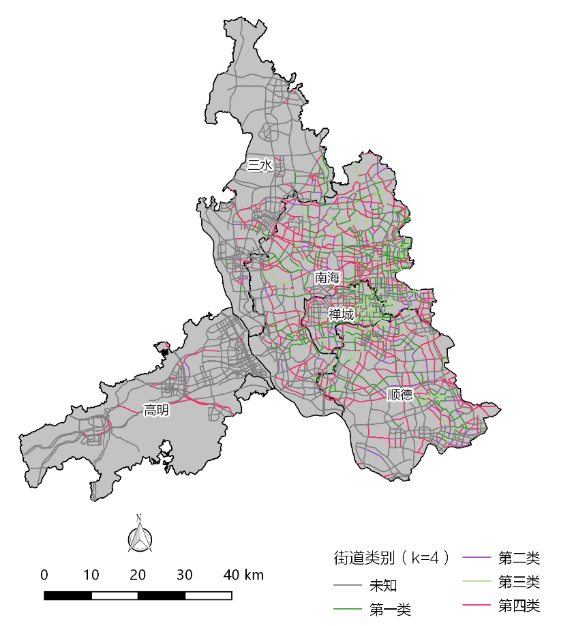 三水
南海
禅城
顺德
高明
N
0 10 20 30 40 km
街道类别（k=4）
未知
第一类
第二类
第三类
第四类